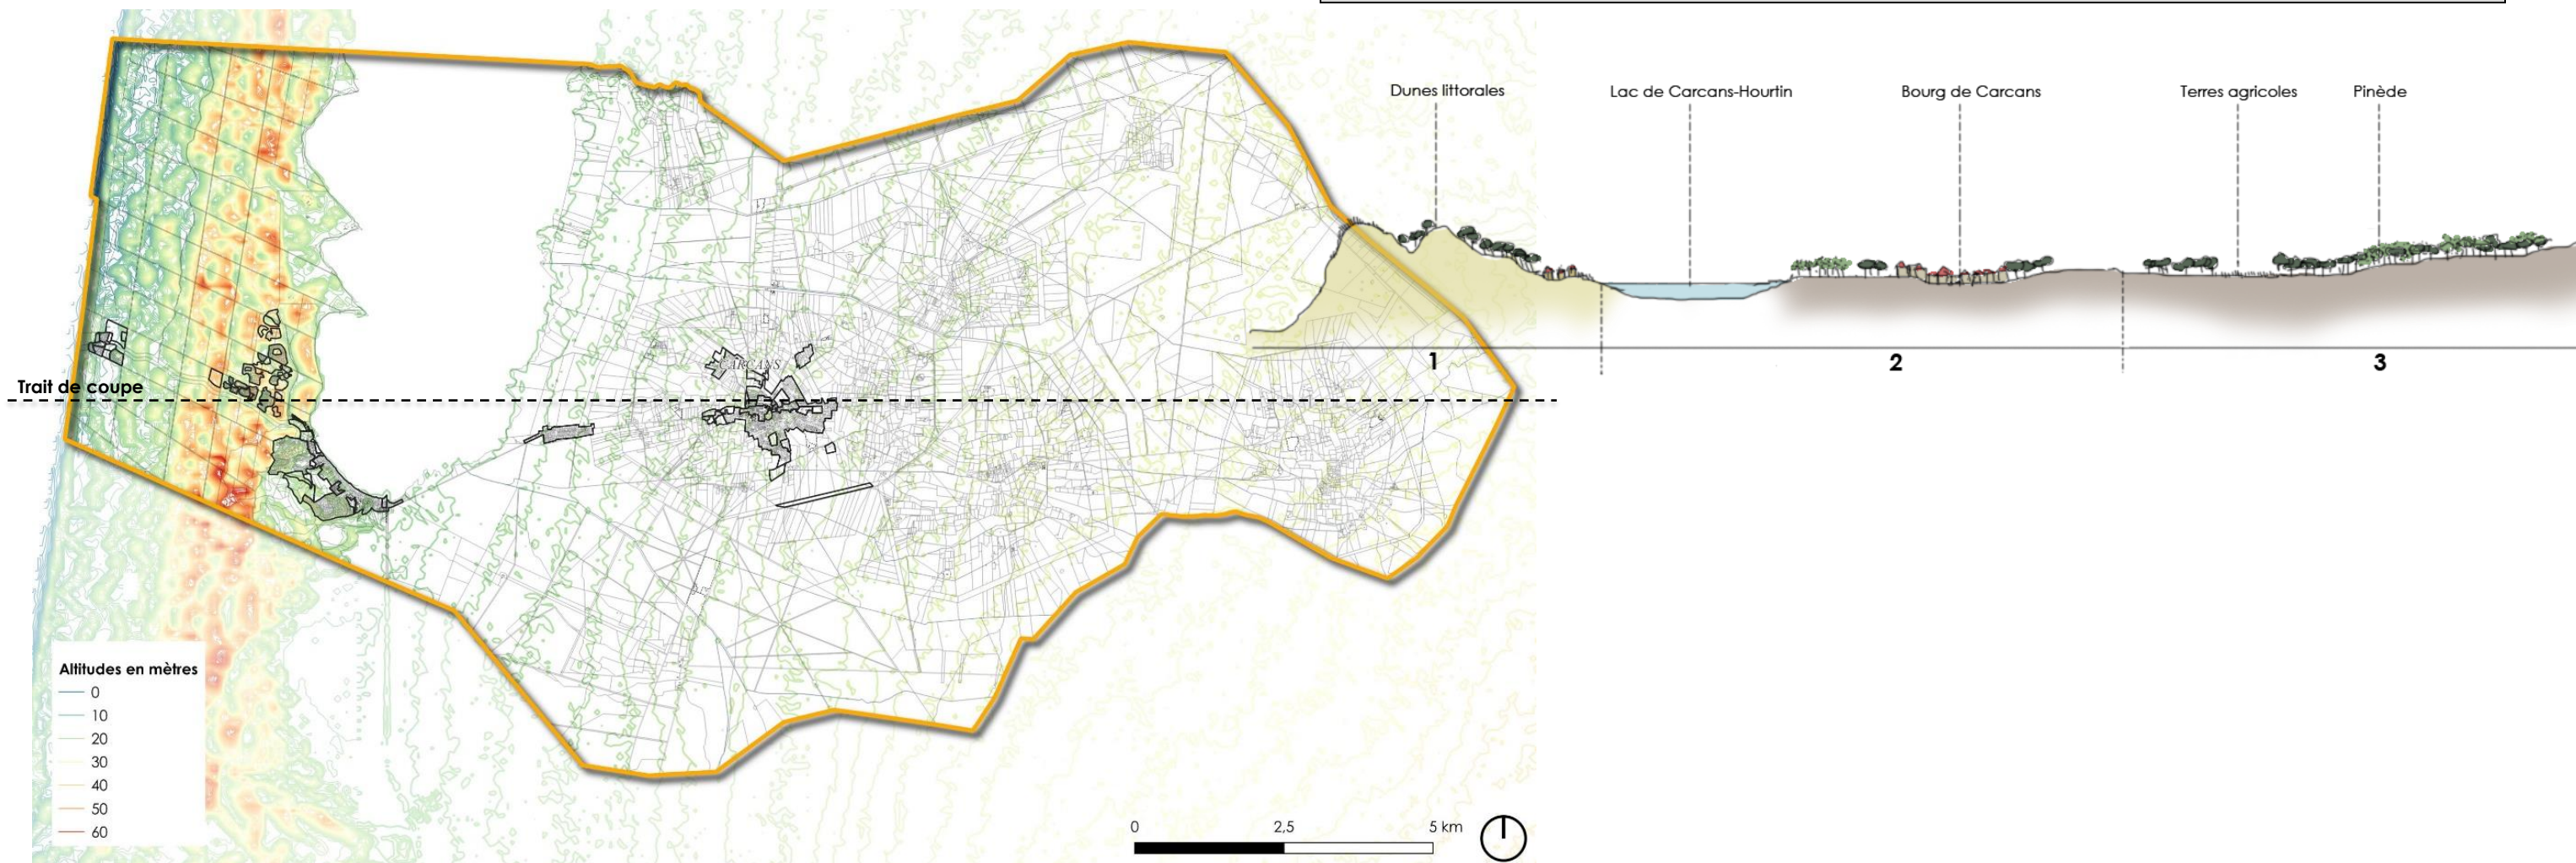 Dunes littorales
Lac de Carcans-Hourtin
Bourg de Carcans
Terres agricoles
Pinède
1
2
3
CARCANS
Trait de coupe
Altitudes en mètres
0
10
20
30
40
50
60
0 2,5 5 km